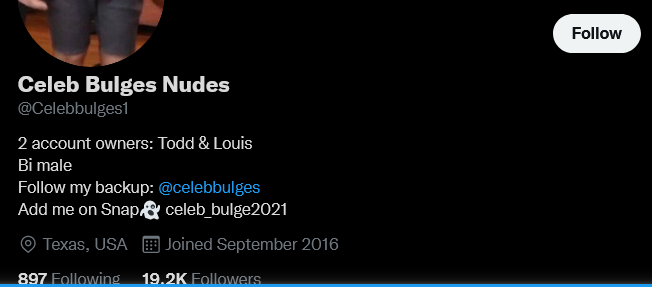 Follow
Celeb Bulges Nudes
@Celebbulges1
2 account owners: Todd & Louis
Bi male
Follow my backup: @celebbulges
Add me on Snap👻 celeb_bulge2021
Texas, USA Joined September 2016
897 Following 19.2K Followers